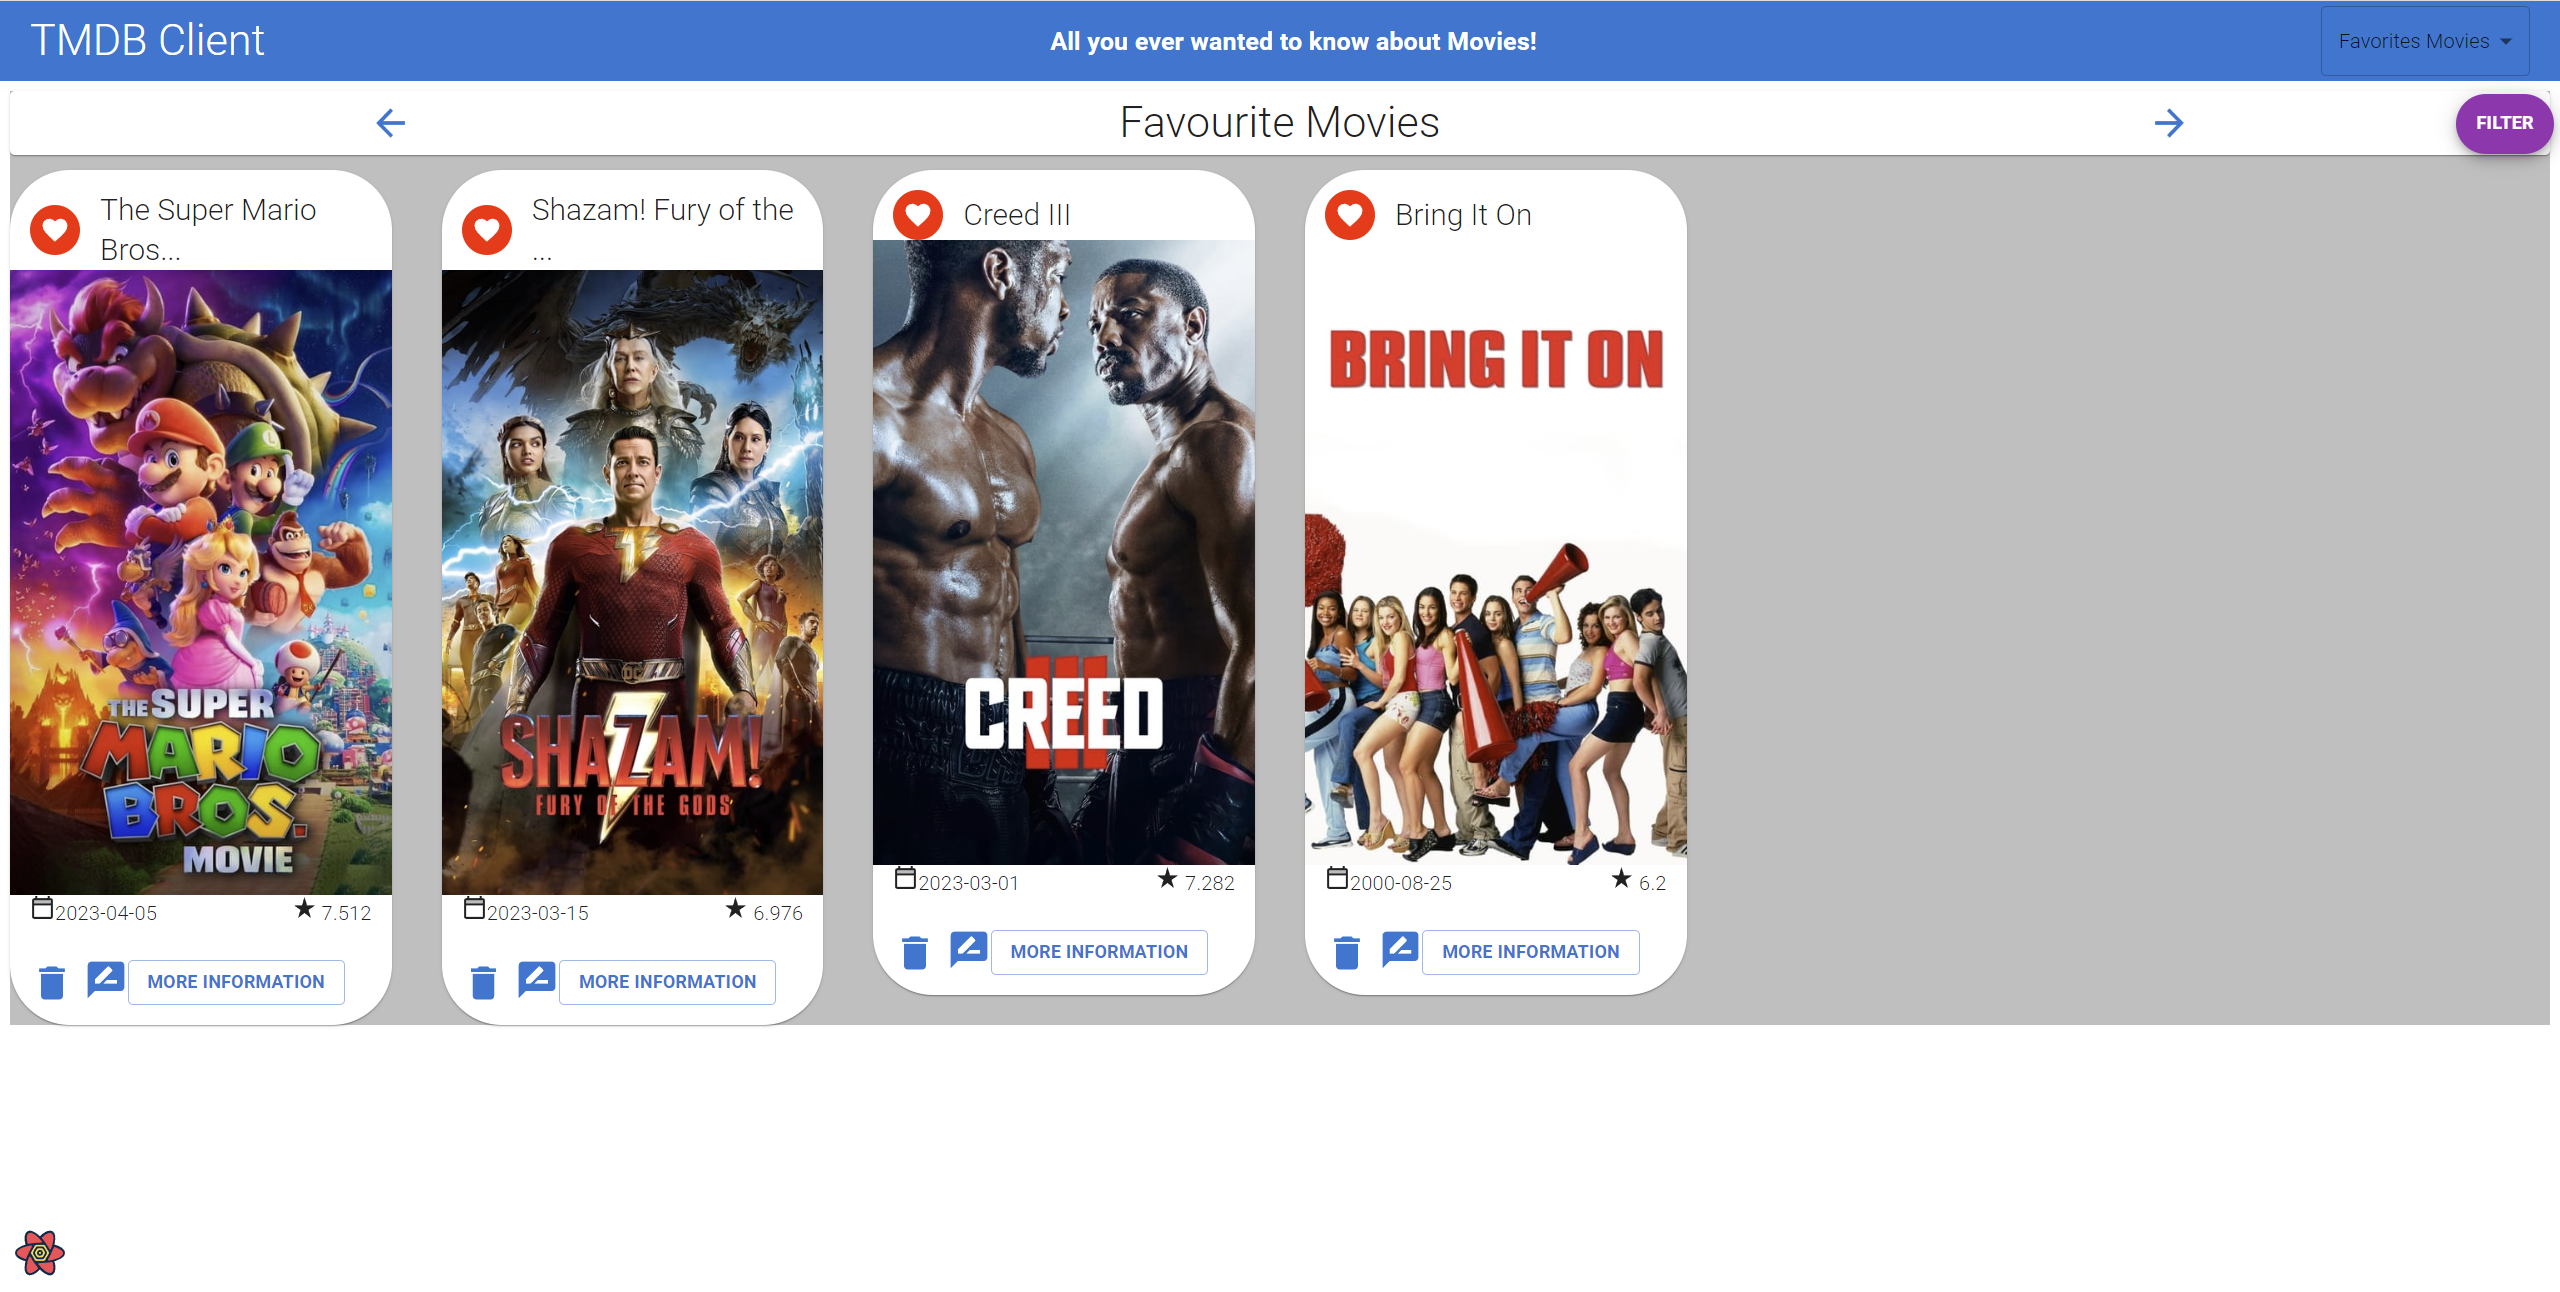 TMDB Client
All you ever wanted to know about Movies!
Favorites Movies
Favourite Movies
FILTER
The Super Mario
Bros...
THE SUPER
MARIO
BROS.
MOVIE
2023-04-05
7.512
MORE INFORMATION
Shazam! Fury of the
...
DC
SHAZAM!
FURY OF THE GODS
2023-03-15
6.976
MORE INFORMATION
Creed III
III
CREED
2023-03-01
7.282
MORE INFORMATION
Bring It On
BRING IT ON
2000-08-25
6.2
MORE INFORMATION